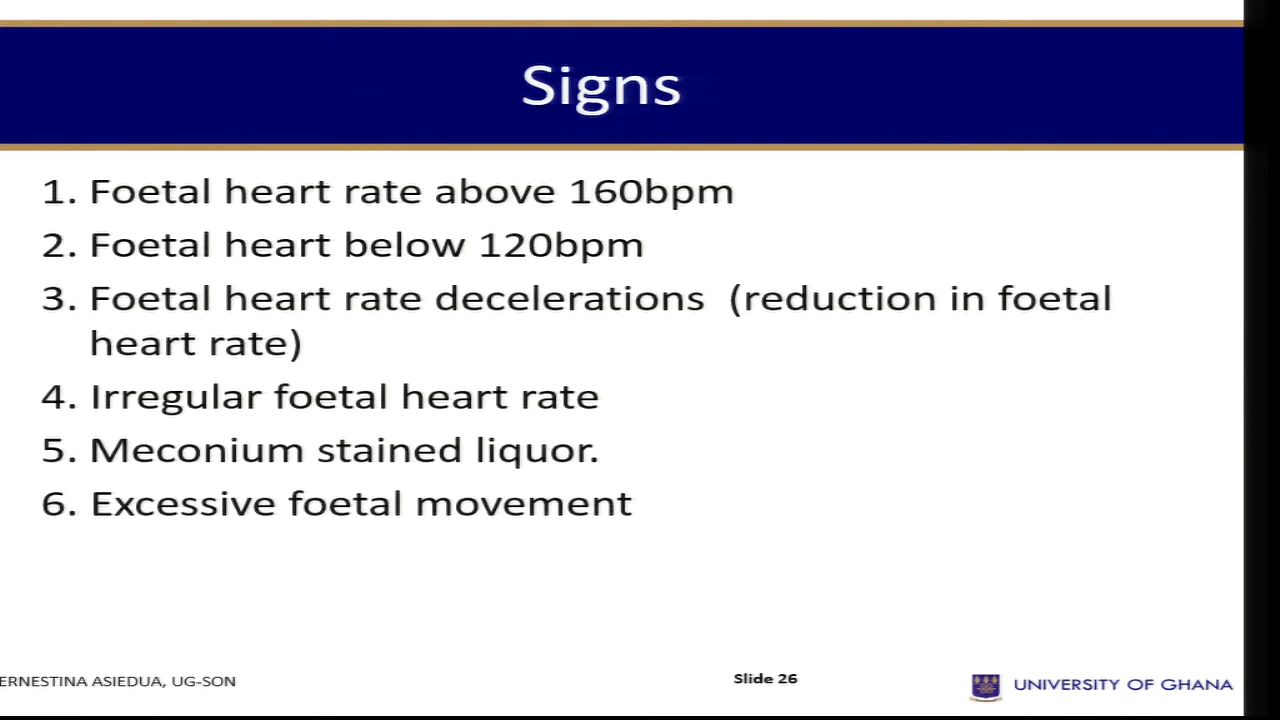 Signs
1. Foetal heart rate above 160bpm
2. Foetal heart below 120bpm
3. Foetal heart rate decelerations (reduction in foetal
heart rate)
4. Irregular foetal heart rate
5. Meconium stained liquor.
6. Excessive foetal movement
ERNESTINA ASIEDUA, UG-SON
Slide 26
UNIVERSITY OF GHANA